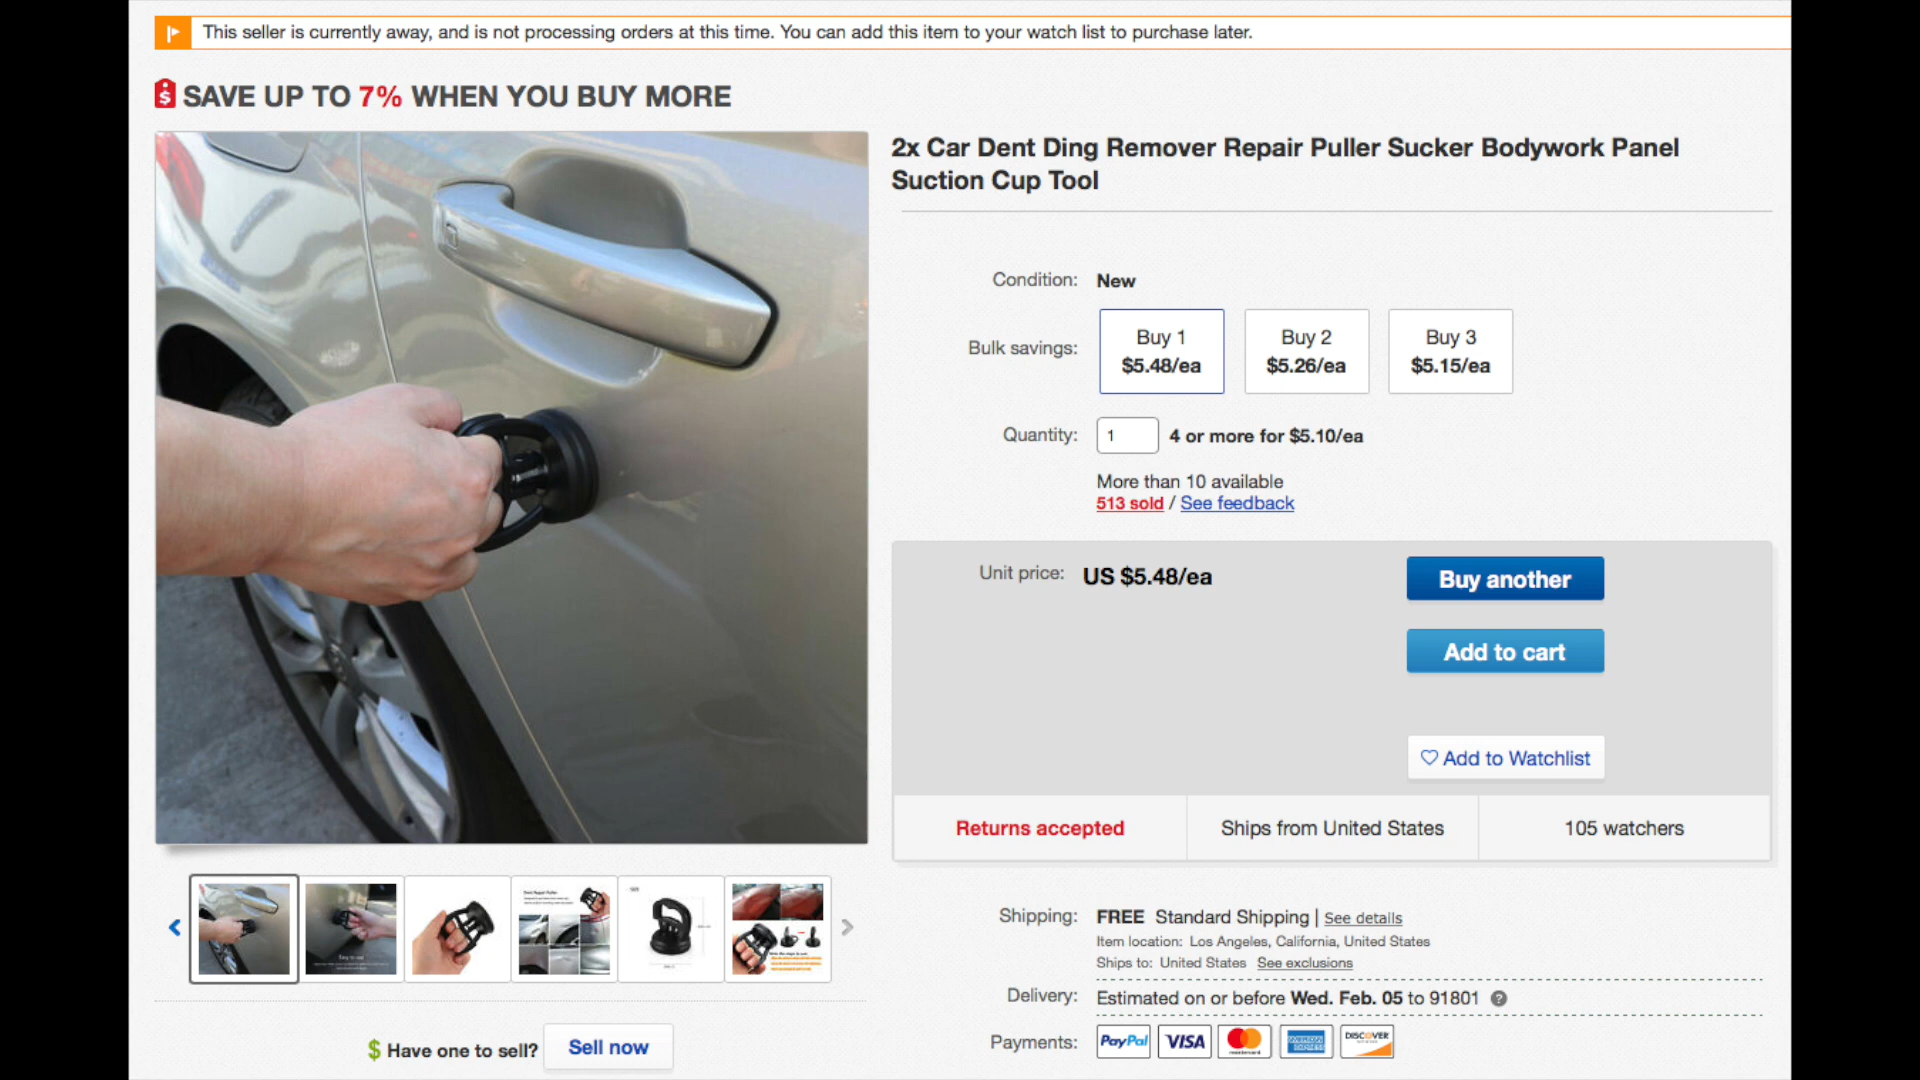 This seller is currently away, and is not processing orders at this time. You can add this item to your watch list to purchase later.
SAVE UP TO 7% WHEN YOU BUY MORE
2x Car Dent Ding Remover Repair Puller Sucker Bodywork Panel
Suction Cup Tool
Condition: New
Bulk savings:
Buy 1
$5.48/ea
Buy 2
$5.26/ea
Buy 3
$5.15/ea
Quantity: 1 4 or more for $5.10/ea
More than 10 available
513 sold / See feedback
Unit price: US $5.48/ea
Buy another
Add to cart
Add to Watchlist
Returns accepted
Ships from United States
105 watchers
Easy to use
Shipping: FREE Standard Shipping | See details
Item location: Los Angeles, California, United States
Ships to: United States See exclusions
Delivery: Estimated on or before Wed. Feb. 05 to 91801
Payments: PayPal VISA mastercard AMERICAN EXPRESS DISCOVER
$ Have one to sell? Sell now